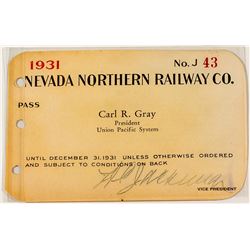 1931 No. J 43
NEVADA NORTHERN RAILWAY CO.
PASS
Carl R. Gray
President
Union Pacific System
UNTIL DECEMBER 31, 1931 UNLESS OTHERWISE ORDERED
AND SUBJECT TO CONDITIONS ON BACK
VICE PRESIDENT